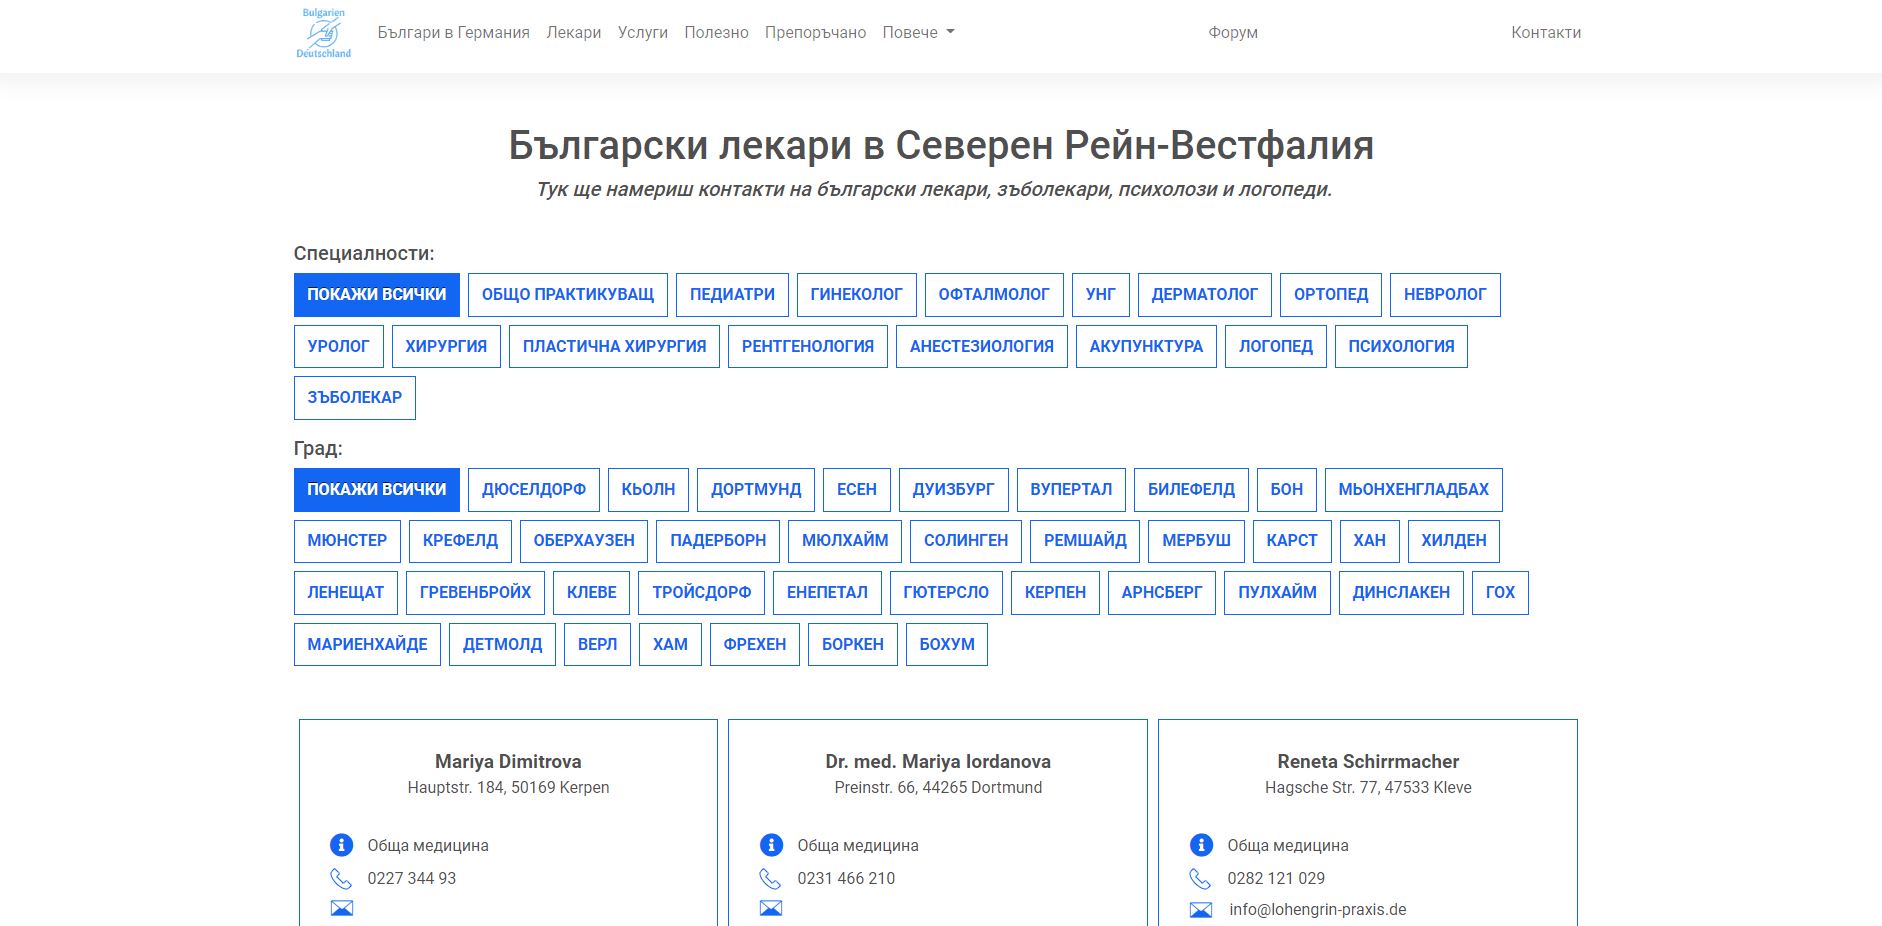 Bulgarien
Deutschland
Българи в Германия Лекари Услуги Полезно Препоръчано Повече Форум Контакти
Български лекари в Северен Рейн-Вестфалия
Тук ще намериш контакти на български лекари, зъболекари, психолози и логопеди.
Специалности:
ПОКАЖИ ВСИЧКИ ОБЩО ПРАКТИКУВАЩ ПЕДИАТРИ ГИНЕКОЛОГ ОФТАЛМОЛОГ УНГ ДЕРМАТОЛОГ ОРТОПЕД НЕВРОЛОГ
УРОЛОГ ХИРУРГИЯ ПЛАСТИЧНА ХИРУРГИЯ РЕНТГЕНОЛОГИЯ АНЕСТЕЗИОЛОГИЯ АКУПУНКТУРА ЛОГОПЕД ПСИХОЛОГИЯ
ЗЪБОЛЕКАР
Град:
ПОКАЖИ ВСИЧКИ ДЮСЕЛДОРФ КЬОЛН ДОРТМУНД ЕСЕН ДУИЗБУРГ ВУПЕРТАЛ БИЛЕФЕЛД БОН МЬОНХЕНГЛАДБАХ
МЮНСТЕР КРЕФЕЛД ОБЕРХАУЗЕН ПАДЕРБОРН МЮЛХАЙМ СОЛИНГЕН РЕМШАЙД МЕРБУШ КАРСТ ХАН ХИЛДЕН
ЛЕНЕЩАТ ГРЕВЕНБРОЙХ КЛЕВЕ ТРОЙСДОРФ ЕНЕПЕТАЛ ГЮТЕРСЛО КЕРПЕН АРНСБЕРГ ПУЛХАЙМ ДИНСЛАКЕН ГОХ
МАРИЕНХАЙДЕ ДЕТМОЛД ВЕРЛ ХАМ ФРЕХЕН БОРКЕН БОХУМ
Mariya Dimitrova
Hauptstr. 184, 50169 Kerpen
Обща медицина
0227 344 93
Dr. med. Mariya Iordanova
Preinstr. 66, 44265 Dortmund
Обща медицина
0231 466 210
Reneta Schirrmacher
Hagsche Str. 77, 47533 Kleve
Обща медицина
0282 121 029
info@lohengrin-praxis.de